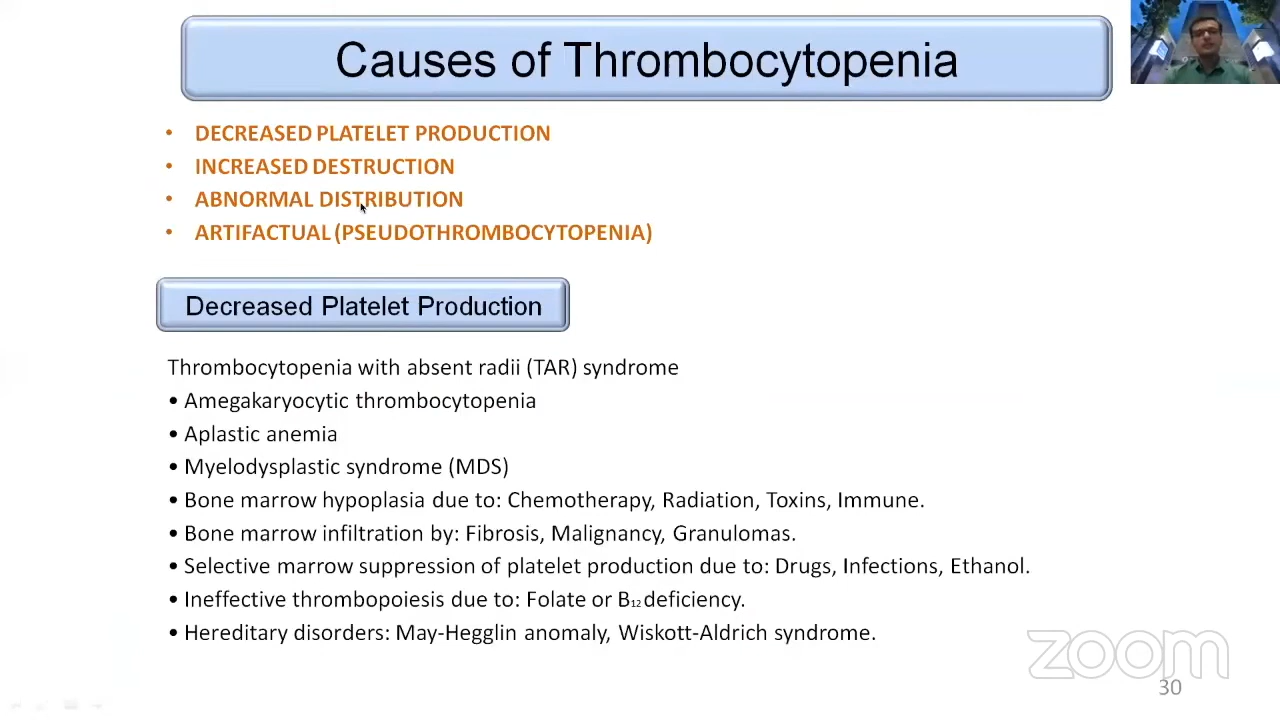 Causes of Thrombocytopenia
• DECREASED PLATELET PRODUCTION
• INCREASED DESTRUCTION
• ABNORMAL DISTRIBUTION
• ARTIFACTUAL (PSEUDOTHROMBOCYTOPENIA)
Decreased Platelet Production
Thrombocytopenia with absent radii (TAR) syndrome
• Amegakaryocytic thrombocytopenia
• Aplastic anemia
• Myelodysplastic syndrome (MDS)
• Bone marrow hypoplasia due to: Chemotherapy, Radiation, Toxins, Immune.
• Bone marrow infiltration by: Fibrosis, Malignancy, Granulomas.
• Selective marrow suppression of platelet production due to: Drugs, Infections, Ethanol.
• Ineffective thrombopoiesis due to: Folate or B₁₂ deficiency.
• Hereditary disorders: May-Hegglin anomaly, Wiskott-Aldrich syndrome.
zoom
30